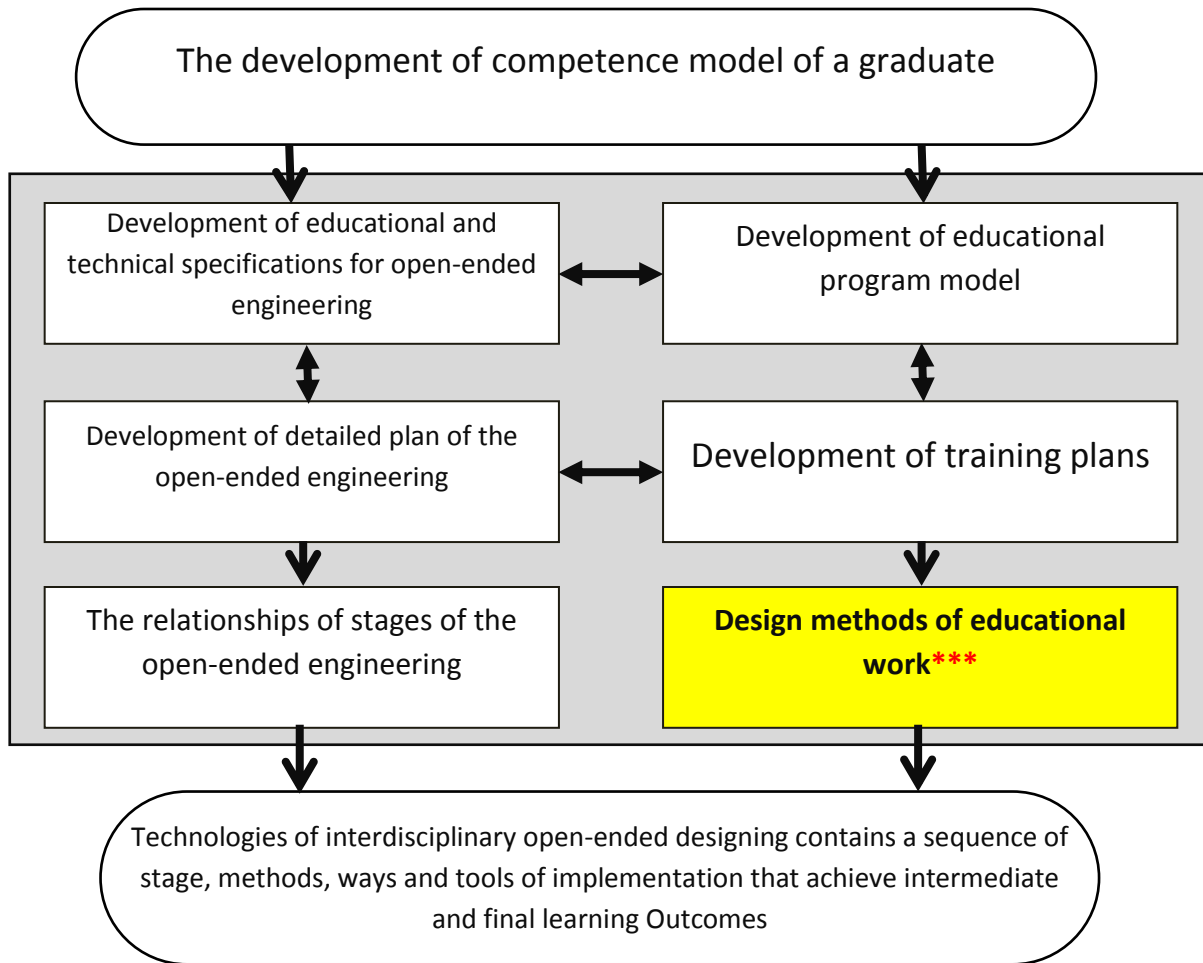 The development of competence model of a graduate
Development of educational and
technical specifications for open-ended
engineering
Development of educational
program model
Development of detailed plan of the
open-ended engineering
Development of training plans
The relationships of stages of the
open-ended engineering
Design methods of educational
work***
Technologies of interdisciplinary open-ended designing contains a sequence of
stage, methods, ways and tools of implementation that achieve intermediate
and final learning Outcomes